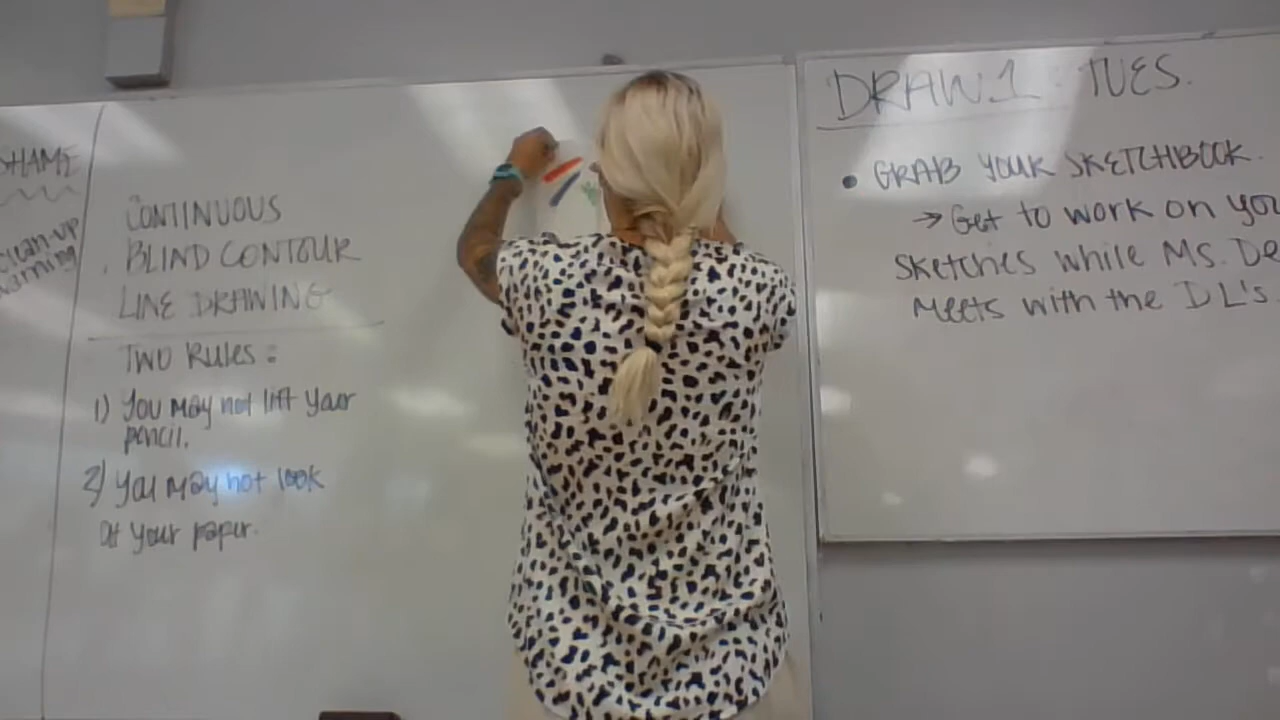 CONTINUOUS
BLIND CONTOUR
LINE DRAWING
TWO RULES:
1) You may not lift your
pencil.
2) You may not look
at your paper.
clean-up
DRAW 1: TUES.
• GRAB YOUR SKETCHBOOK.
→ Get to work on you
sketches while Ms. De
meets with the DL's.